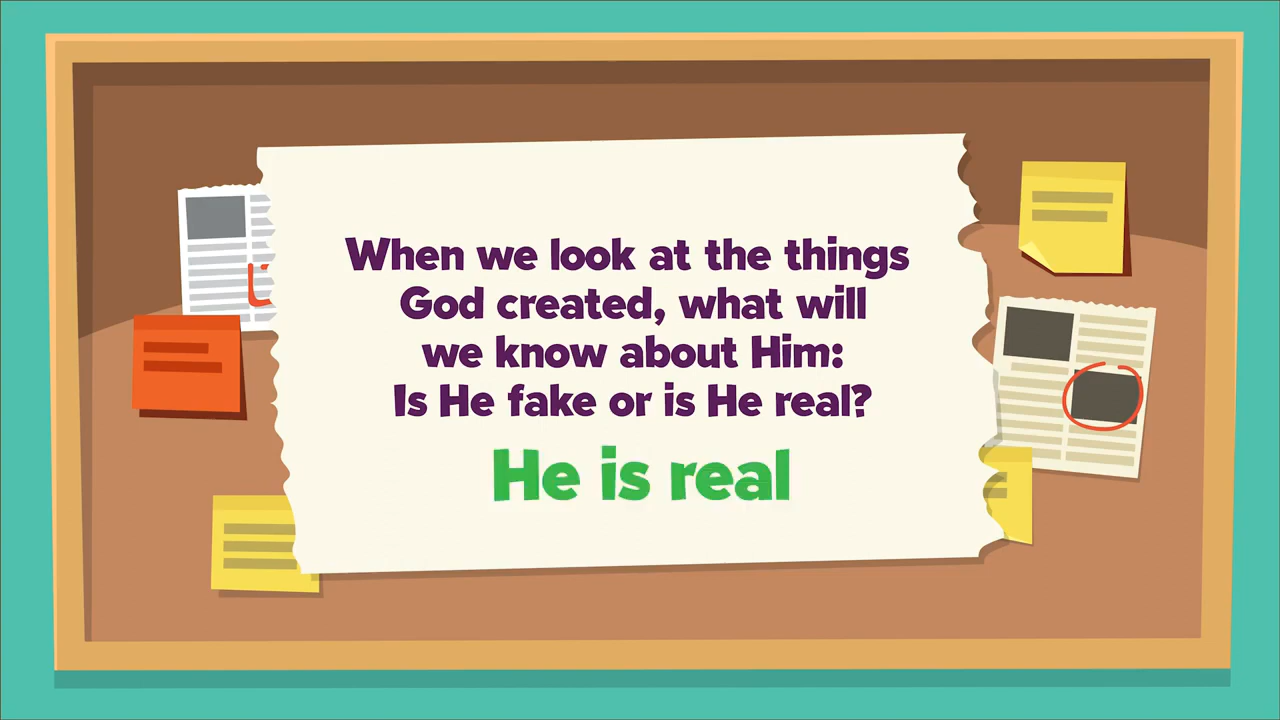 When we look at the things
God created, what will
we know about Him:
Is He fake or is He real?
He is real